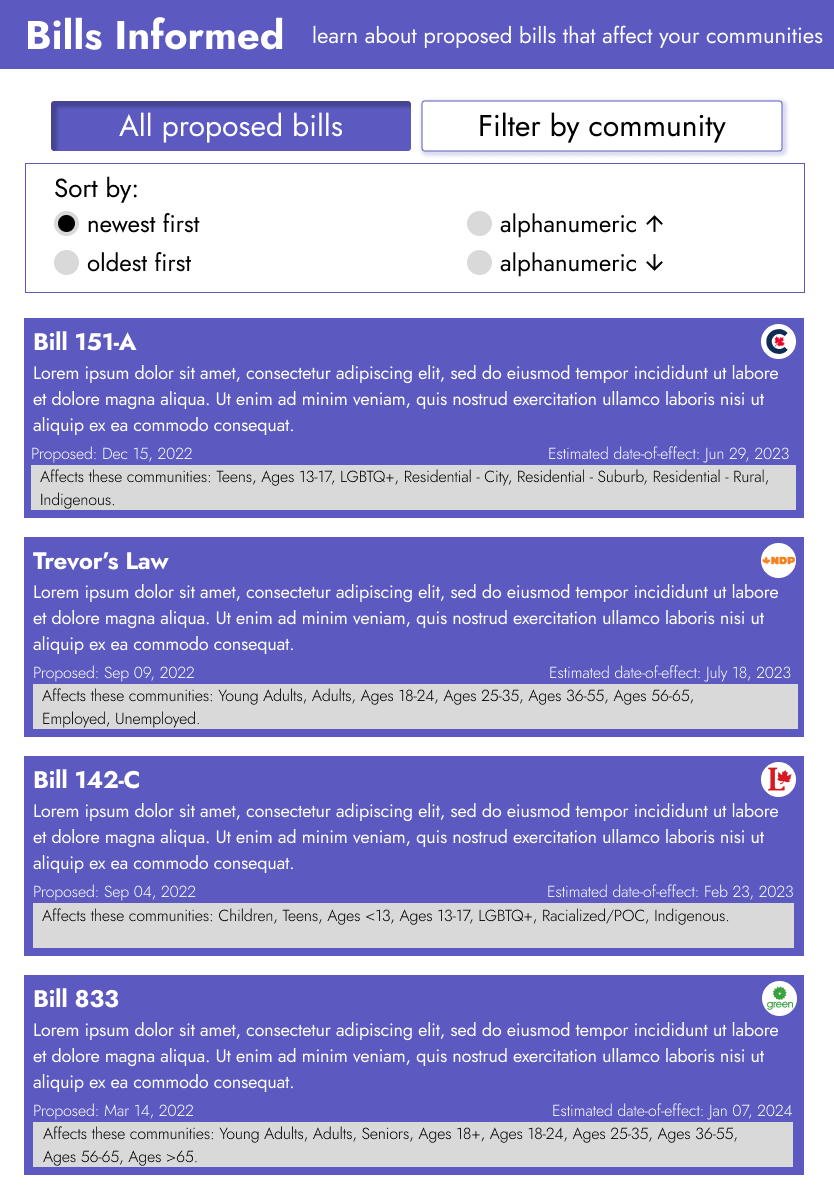 Bills Informed learn about proposed bills that affect your communities
All proposed bills Filter by community
Sort by:
newest first alphanumeric ↑
oldest first alphanumeric ↓
Bill 151-A C
Lorem ipsum dolor sit amet, consectetur adipiscing elit, sed do eiusmod tempor incididunt ut labore
et dolore magna aliqua. Ut enim ad minim veniam, quis nostrud exercitation ullamco laboris nisi ut
aliquip ex ea commodo consequat.
Proposed: Dec 15, 2022 Estimated date-of-effect: Jun 29, 2023
Affects these communities: Teens, Ages 13-17, LGBTQ+, Residential - City, Residential - Suburb, Residential - Rural,
Indigenous.
Trevor’s Law NDP
Lorem ipsum dolor sit amet, consectetur adipiscing elit, sed do eiusmod tempor incididunt ut labore
et dolore magna aliqua. Ut enim ad minim veniam, quis nostrud exercitation ullamco laboris nisi ut
aliquip ex ea commodo consequat.
Proposed: Sep 09, 2022 Estimated date-of-effect: July 18, 2023
Affects these communities: Young Adults, Adults, Ages 18-24, Ages 25-35, Ages 36-55, Ages 56-65,
Employed, Unemployed.
Bill 142-C L
Lorem ipsum dolor sit amet, consectetur adipiscing elit, sed do eiusmod tempor incididunt ut labore
et dolore magna aliqua. Ut enim ad minim veniam, quis nostrud exercitation ullamco laboris nisi ut
aliquip ex ea commodo consequat.
Proposed: Sep 04, 2022 Estimated date-of-effect: Feb 23, 2023
Affects these communities: Children, Teens, Ages <13, Ages 13-17, LGBTQ+, Racialized/POC, Indigenous.
Bill 833 green
Lorem ipsum dolor sit amet, consectetur adipiscing elit, sed do eiusmod tempor incididunt ut labore
et dolore magna aliqua. Ut enim ad minim veniam, quis nostrud exercitation ullamco laboris nisi ut
aliquip ex ea commodo consequat.
Proposed: Mar 14, 2022 Estimated date-of-effect: Jan 07, 2024
Affects these communities: Young Adults, Adults, Seniors, Ages 18+, Ages 18-24, Ages 25-35, Ages 36-55,
Ages 56-65, Ages >65.